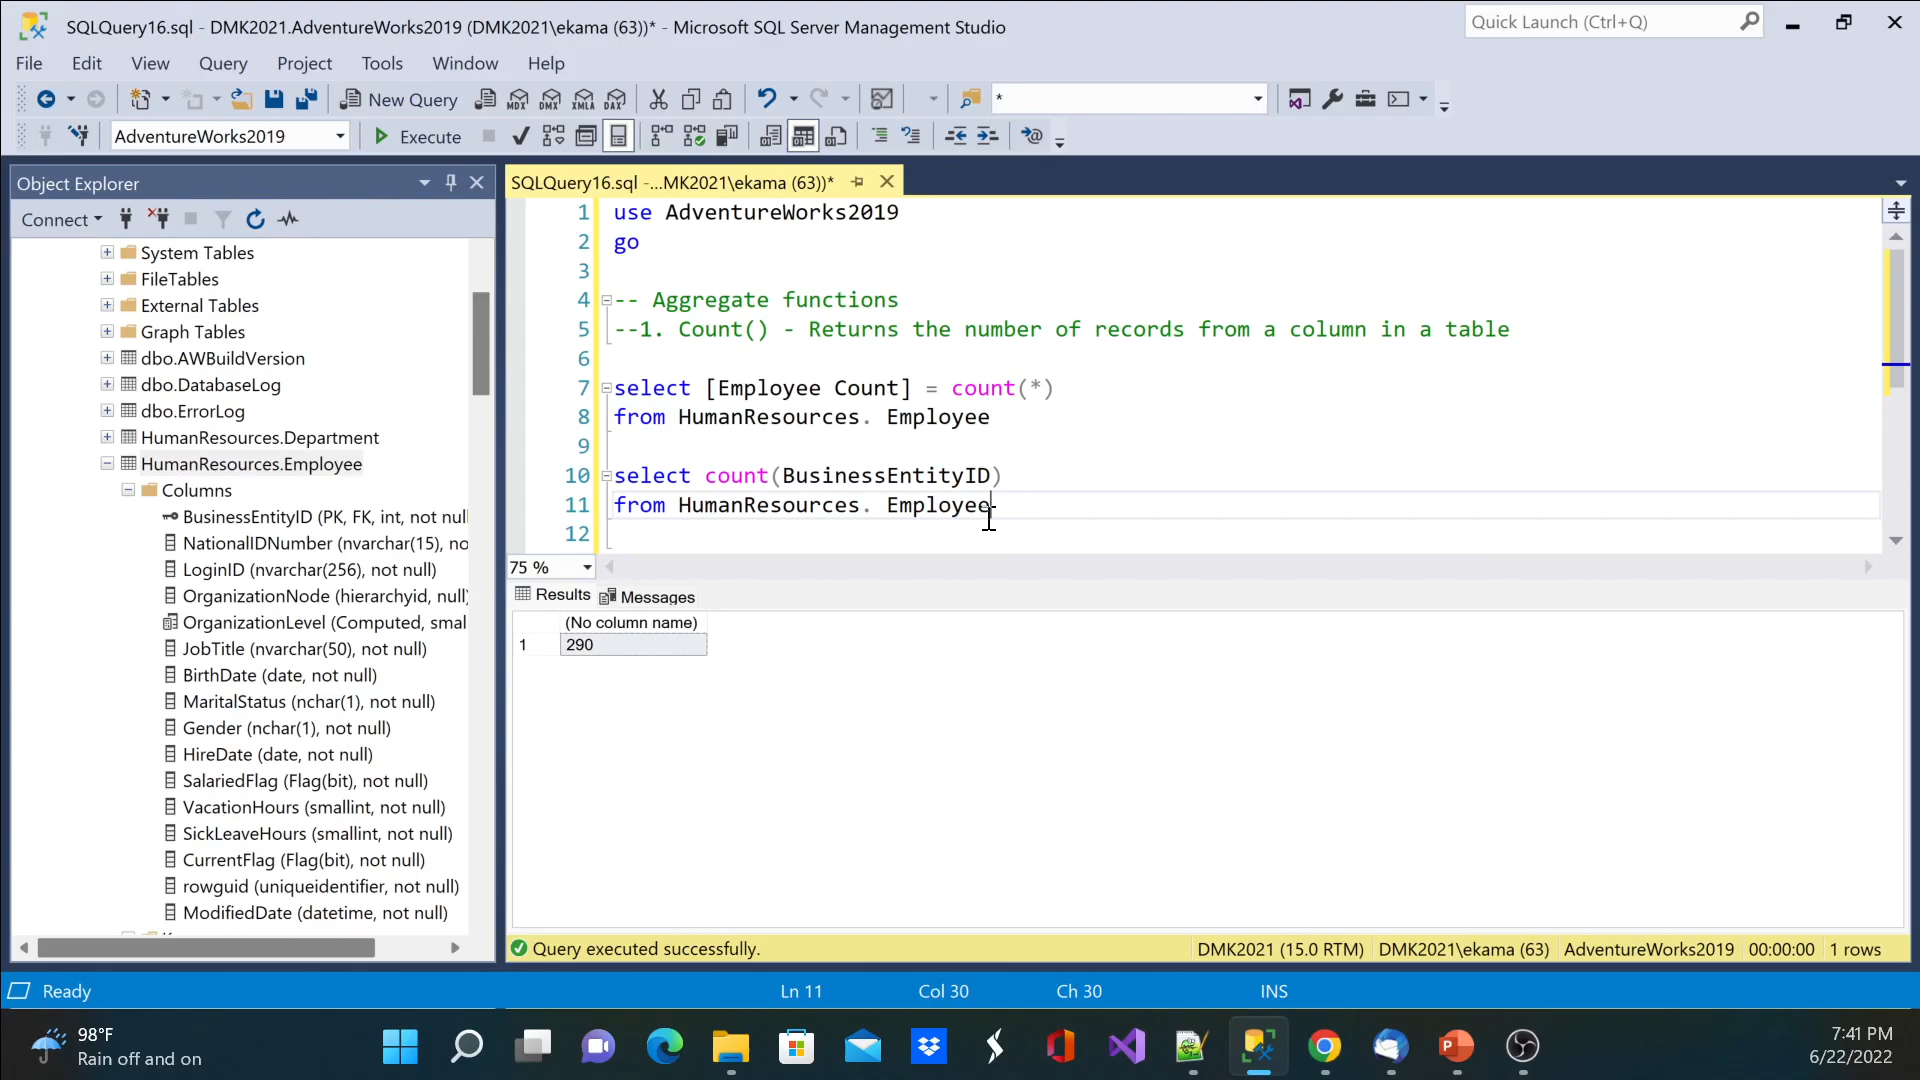 SQLQuery16.sql - DMK2021.AdventureWorks2019 (DMK2021\ekama (63))* - Microsoft SQL Server Management Studio
Quick Launch (Ctrl+Q)
File Edit View Query Project Tools Window Help
New Query
MDX DMX XMLA DAX
*
AdventureWorks2019
Execute
Object Explorer
Connect
System Tables
FileTables
External Tables
Graph Tables
dbo.AWBuildVersion
dbo.DatabaseLog
dbo.ErrorLog
HumanResources.Department
HumanResources.Employee
Columns
BusinessEntityID (PK, FK, int, not null
NationalIDNumber (nvarchar(15), no
LoginID (nvarchar(256), not null)
OrganizationNode (hierarchyid, null)
OrganizationLevel (Computed, smal
JobTitle (nvarchar(50), not null)
BirthDate (date, not null)
MaritalStatus (nchar(1), not null)
Gender (nchar(1), not null)
HireDate (date, not null)
SalariedFlag (Flag(bit), not null)
VacationHours (smallint, not null)
SickLeaveHours (smallint, not null)
CurrentFlag (Flag(bit), not null)
rowguid (uniqueidentifier, not null)
ModifiedDate (datetime, not null)
SQLQuery16.sql -...MK2021\ekama (63))*
1 use AdventureWorks2019
2 go
3
4 -- Aggregate functions
5 --1. Count() - Returns the number of records from a column in a table
6
7 select [Employee Count] = count(*)
8 from HumanResources. Employee
9
10 select count(BusinessEntityID)
11 from HumanResources. Employee
12
75 %
Results Messages
(No column name)
1 290
Query executed successfully.
DMK2021 (15.0 RTM) DMK2021\ekama (63) AdventureWorks2019 00:00:00 1 rows
Ready
Ln 11 Col 30 Ch 30 INS
98°F
Rain off and on
7:41 PM
6/22/2022